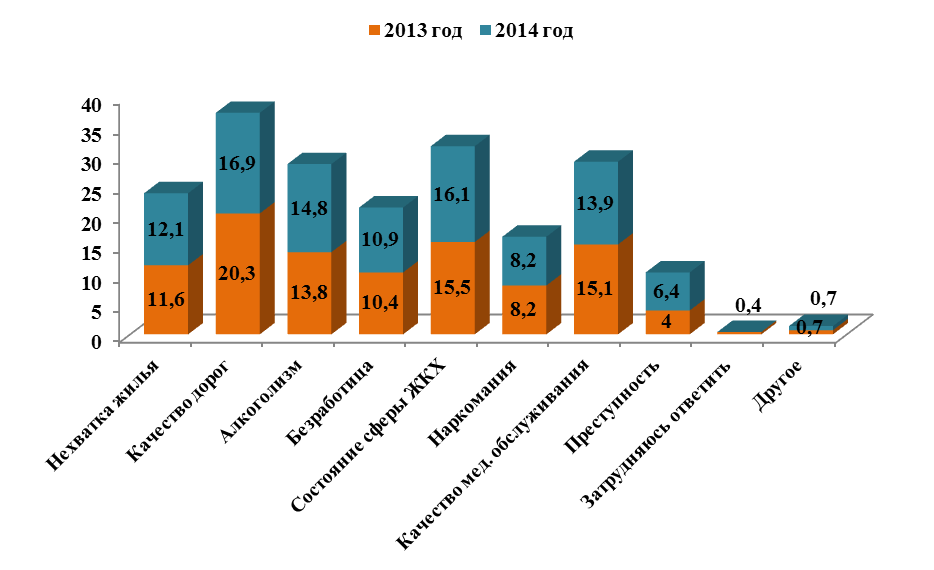 2013 год 2014 год
40
35
30
25
20
15
10
5
0
12,1
16,9
14,8
10,9
16,1
8,2
13,9
6,4
0,4
0,7
11,6
20,3
13,8
10,4
15,5
8,2
15,1
4
0,7
Нехватка жилья
Качество дорог
Алкоголизм
Безработица
Состояние сферы ЖКХ
Наркомания
Качество мед. обслуживания
Преступность
Затрудняюсь ответить
Другое